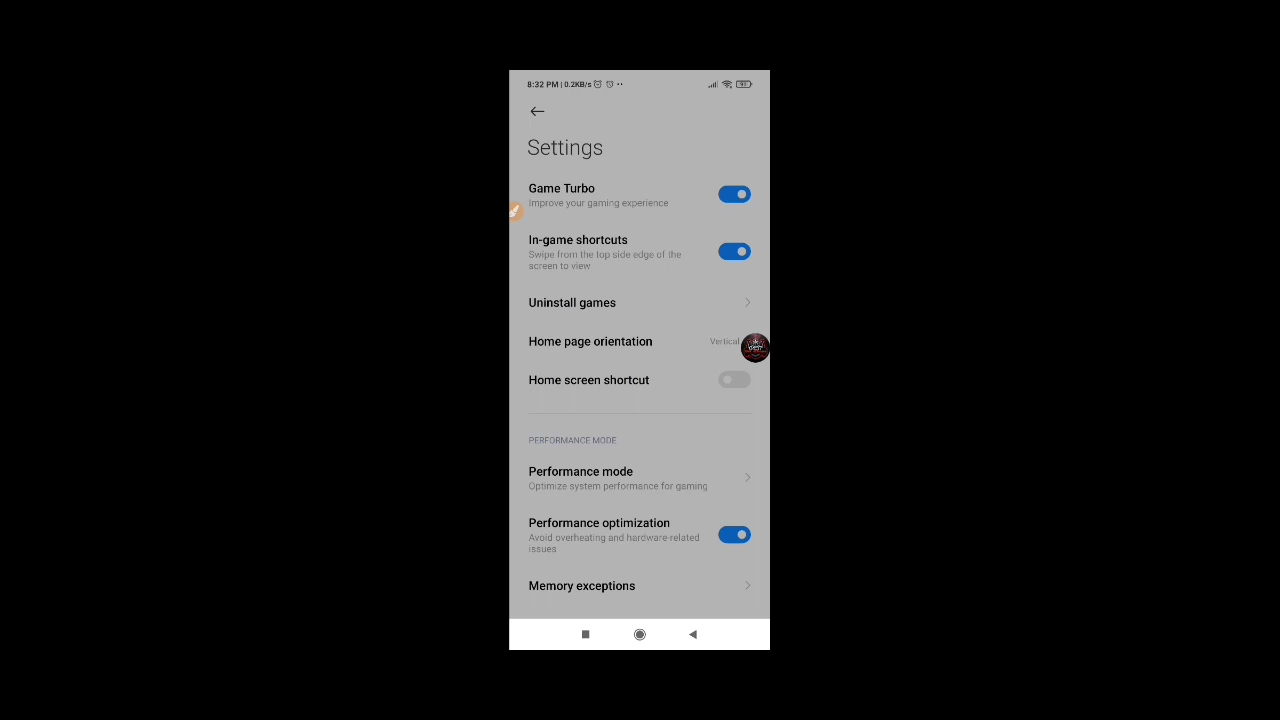 8:32 PM | 0.2KB/s
Settings
Game Turbo
Improve your gaming experience
In-game shortcuts
Swipe from the top side edge of the
screen to view
Uninstall games
Home page orientation
Vertical
Home screen shortcut
PERFORMANCE MODE
Performance mode
Optimize system performance for gaming
Performance optimization
Avoid overheating and hardware-related
issues
Memory exceptions